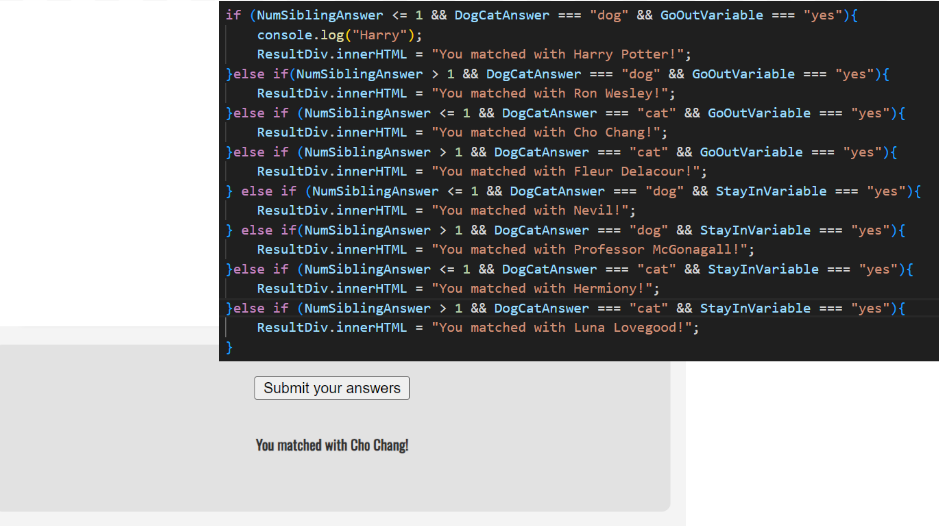 if (NumSiblingAnswer <= 1 && DogCatAnswer === "dog" && GoOutVariable === "yes"){
console.log("Harry");
ResultDiv.innerHTML = "You matched with Harry Potter!";
}else if(NumSiblingAnswer > 1 && DogCatAnswer === "dog" && GoOutVariable === "yes"){
ResultDiv.innerHTML = "You matched with Ron Wesley!";
}else if (NumSiblingAnswer <= 1 && DogCatAnswer === "cat" && GoOutVariable === "yes"){
ResultDiv.innerHTML = "You matched with Cho Chang!";
}else if (NumSiblingAnswer > 1 && DogCatAnswer === "cat" && GoOutVariable === "yes"){
ResultDiv.innerHTML = "You matched with Fleur Delacour!";
} else if (NumSiblingAnswer <= 1 && DogCatAnswer === "dog" && StayInVariable === "yes"){
ResultDiv.innerHTML = "You matched with Nevil!";
} else if(NumSiblingAnswer > 1 && DogCatAnswer === "dog" && StayInVariable === "yes"){
ResultDiv.innerHTML = "You matched with Professor McGonagall!";
}else if (NumSiblingAnswer <= 1 && DogCatAnswer === "cat" && StayInVariable === "yes"){
ResultDiv.innerHTML = "You matched with Hermiony!";
}else if (NumSiblingAnswer > 1 && DogCatAnswer === "cat" && StayInVariable === "yes"){
ResultDiv.innerHTML = "You matched with Luna Lovegood!";
}
Submit your answers
You matched with Cho Chang!